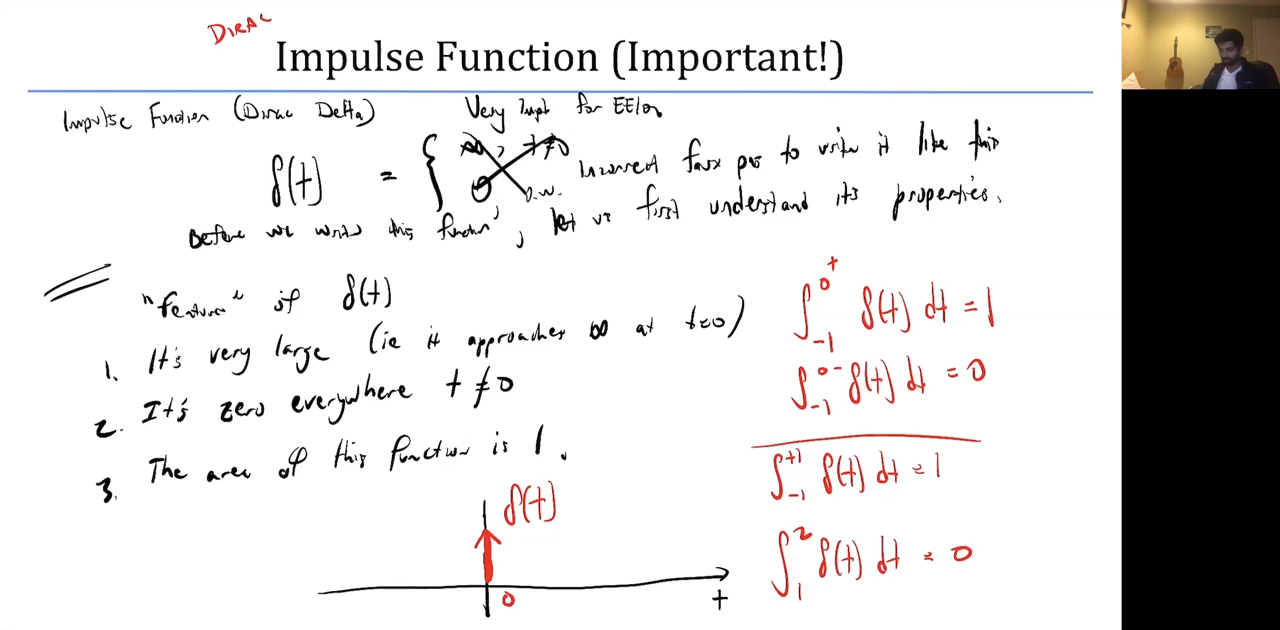 DIRAC
Impulse Function (Important!)
Impulse Function (Dirac Delta)
Very Impt for EE102
δ(t) = { ∞, t≠0
0 o.w.
Incorrect faux pas to write it like this
Before we write this function, let us first understand its properties.
"features" of δ(t)
1. It's very large (ie it approaches ∞ at t=0)
2. It's zero everywhere t≠0
3. The area of this function is 1.
δ(t)
0
t
∫₋₁^0⁺ δ(t) dt = 1
∫₋₁^0⁻ δ(t) dt = 0
∫₋₁^+1 δ(t) dt = 1
∫₁^2 δ(t) dt = 0